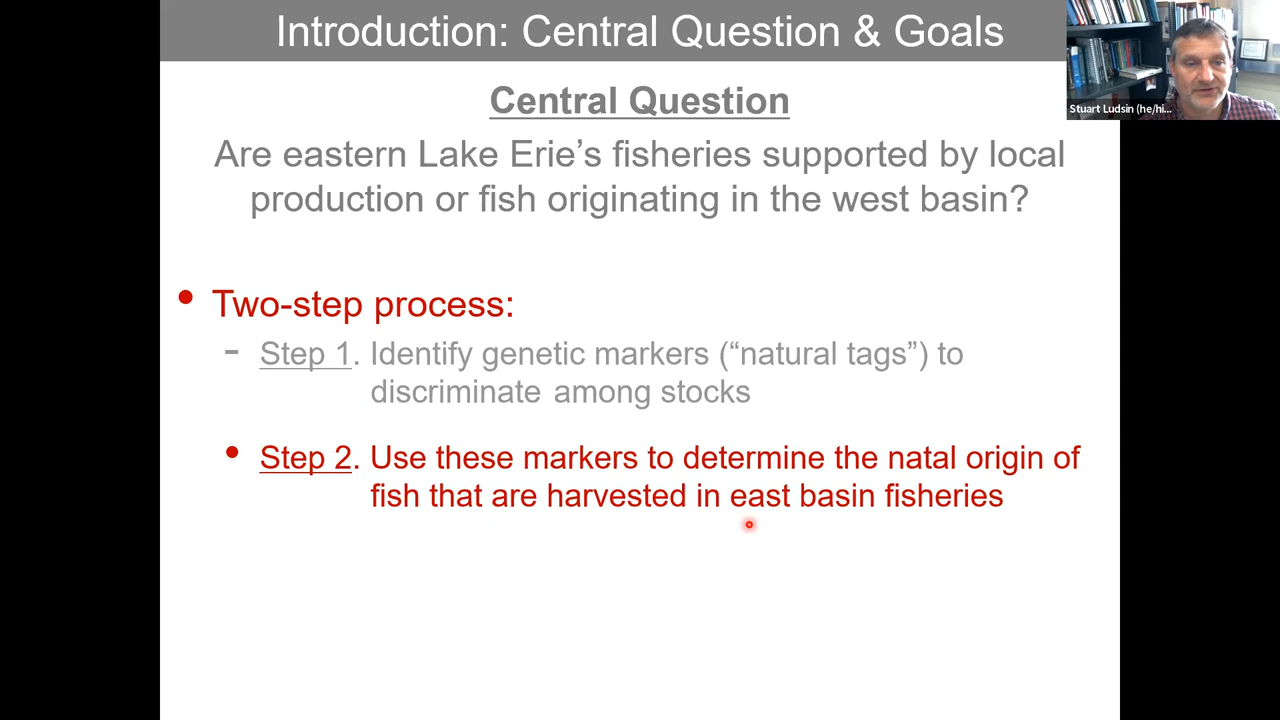 Introduction: Central Question & Goals
Stuart Ludsin (he/hi...
Central Question
Are eastern Lake Erie’s fisheries supported by local
production or fish originating in the west basin?
• Two-step process:
- Step 1. Identify genetic markers (“natural tags”) to
discriminate among stocks
• Step 2. Use these markers to determine the natal origin of
fish that are harvested in east basin fisheries